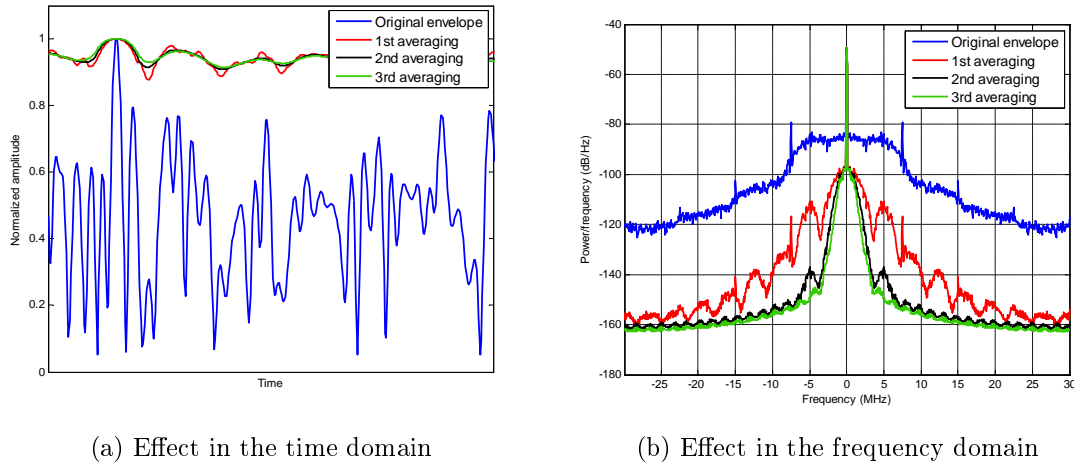 Original envelope
1st averaging
2nd averaging
3rd averaging
1
0.8
0.6
0.4
0.2
0
Normalized amplitude
Time
(a) Effect in the time domain
Original envelope
1st averaging
2nd averaging
3rd averaging
-40
-60
-80
-100
-120
-140
-160
-180
Power/frequency (dB/Hz)
-25 -20 -15 -10 -5 0 5 10 15 20 25 30
Frequency (MHz)
(b) Effect in the frequency domain